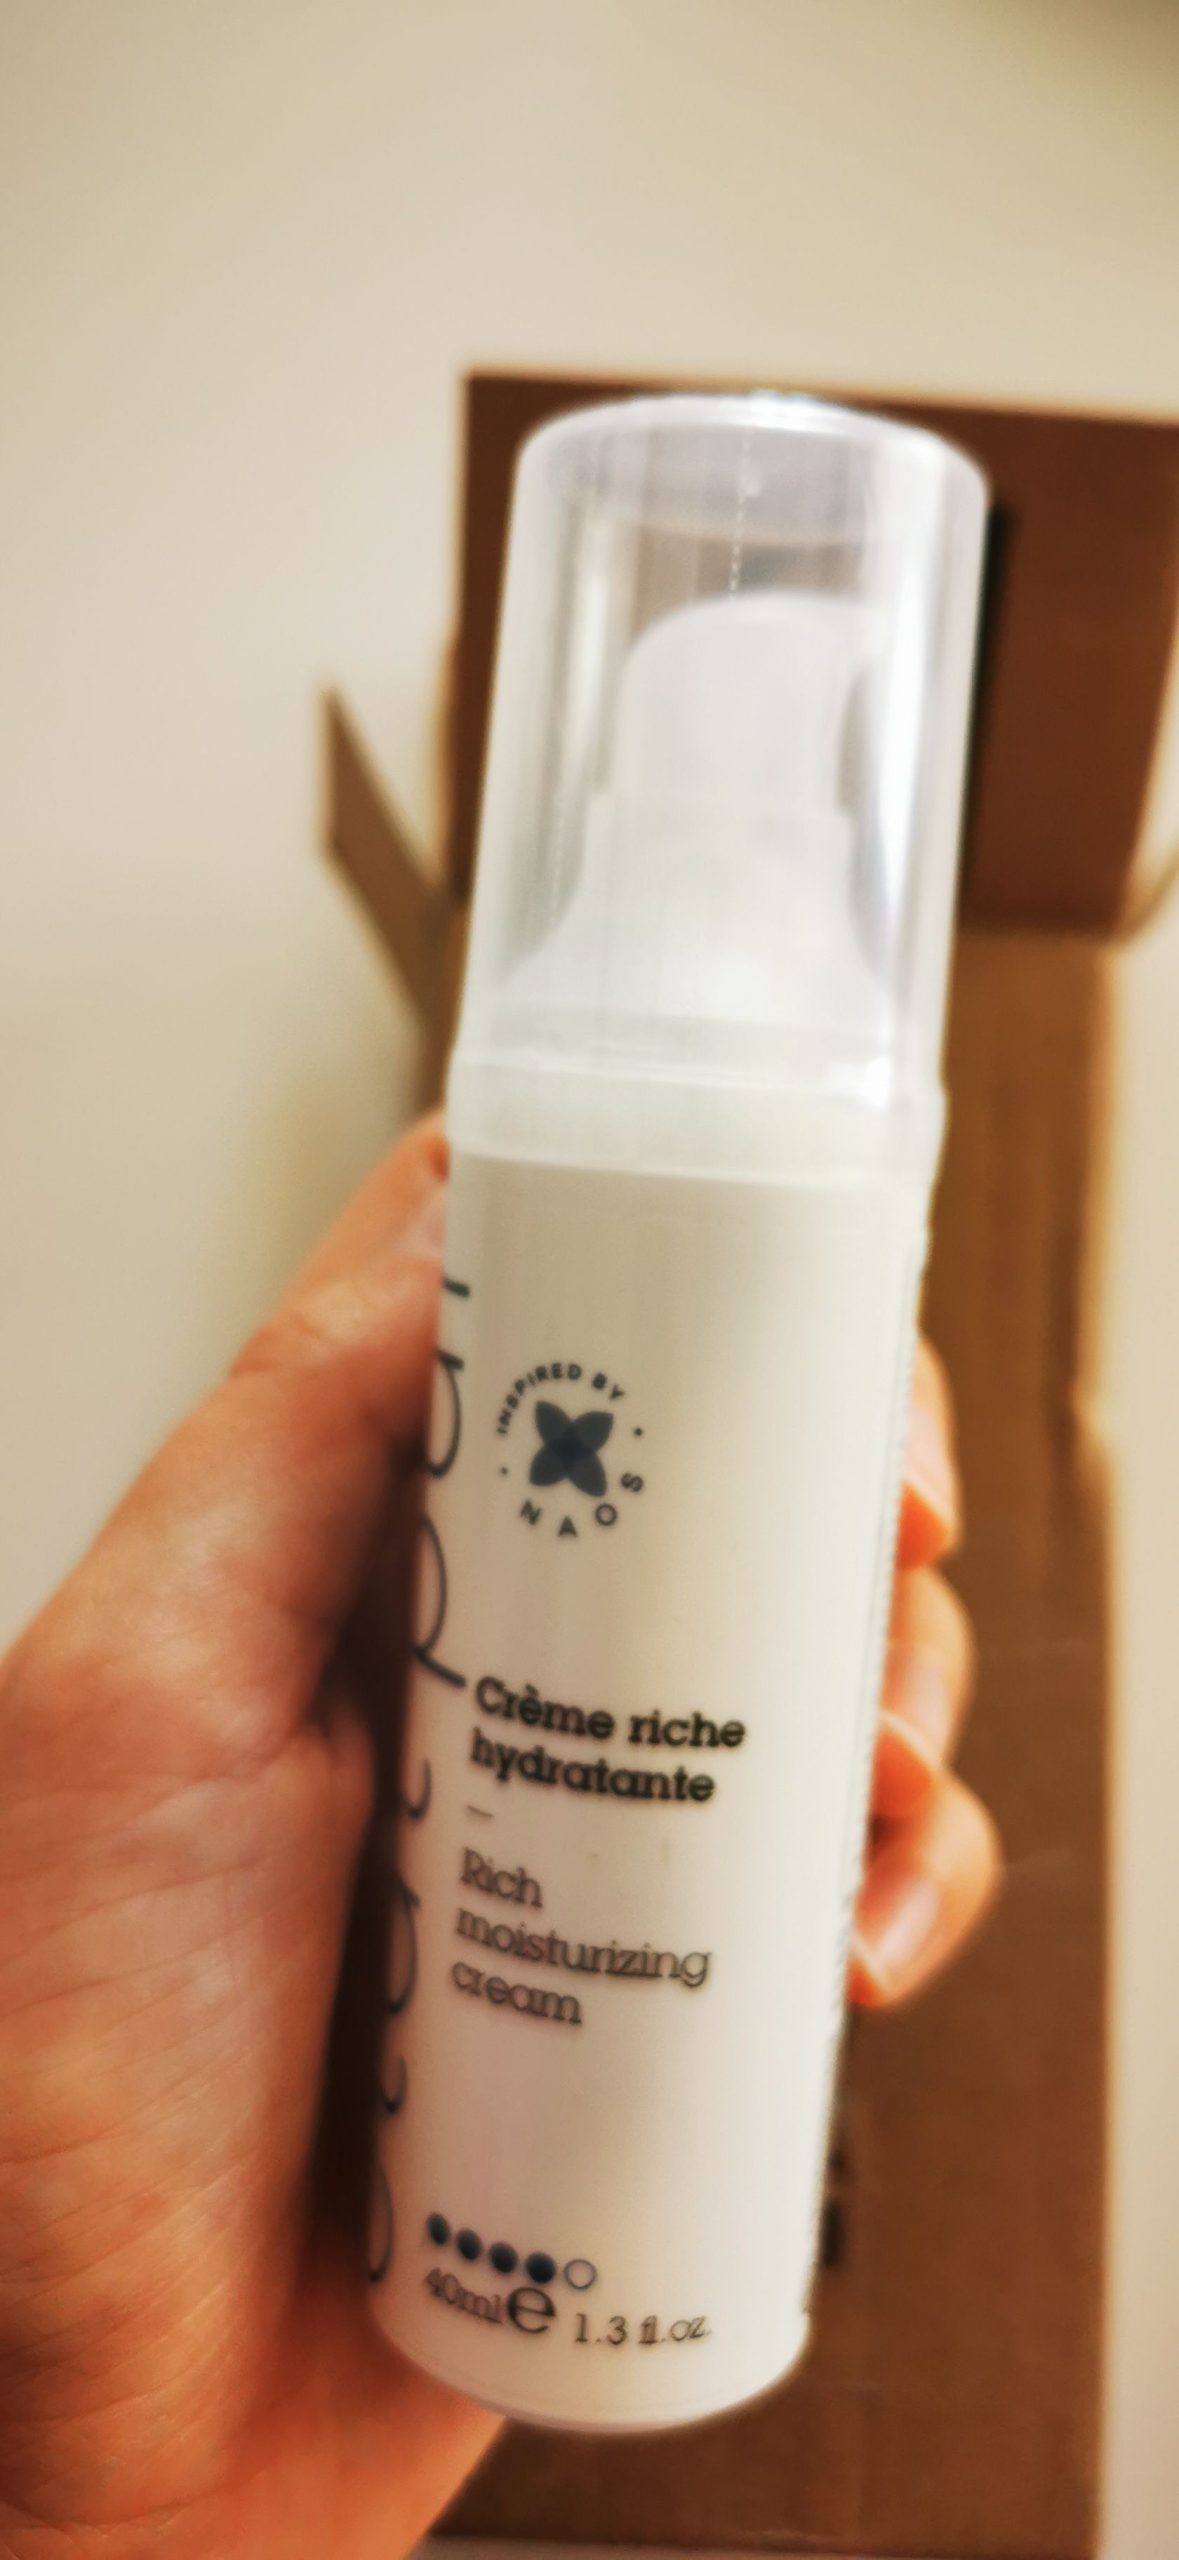 INSPIRED BY
NAOS
Crème riche
hydratante
Rich
moisturizing
cream
40ml e 1.3 fl.oz.